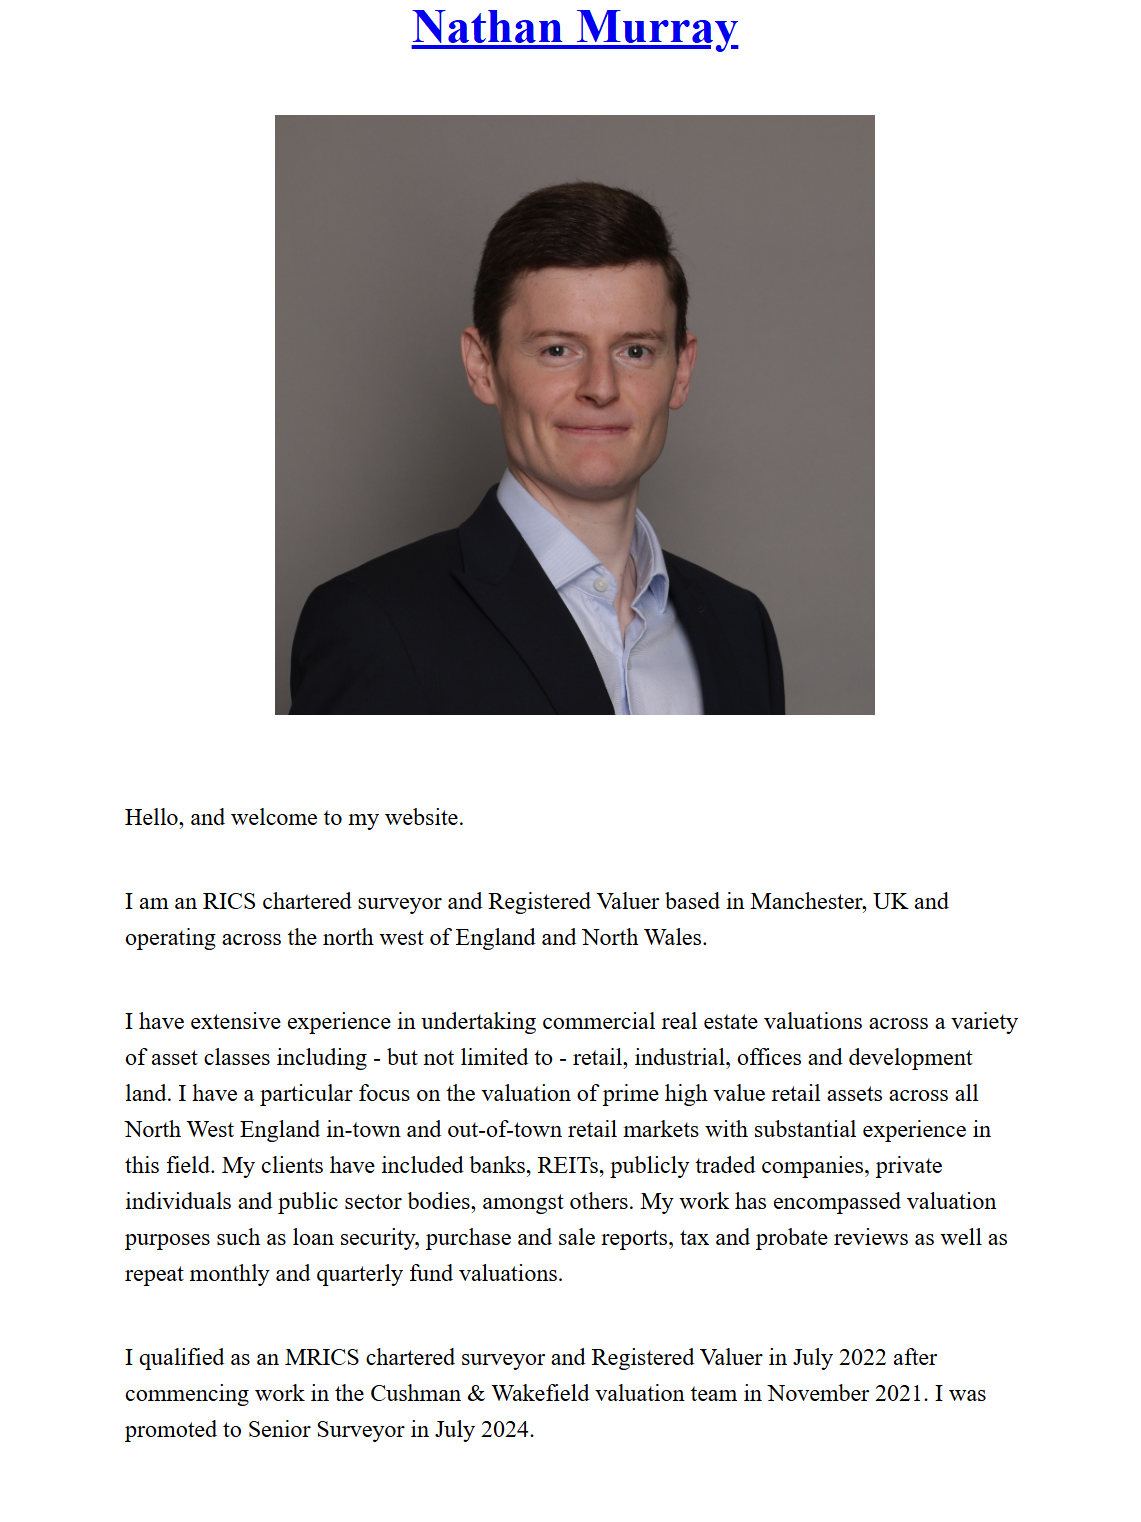 Nathan Murray
Hello, and welcome to my website.
I am an RICS chartered surveyor and Registered Valuer based in Manchester, UK and
operating across the north west of England and North Wales.
I have extensive experience in undertaking commercial real estate valuations across a variety
of asset classes including - but not limited to - retail, industrial, offices and development
land. I have a particular focus on the valuation of prime high value retail assets across all
North West England in-town and out-of-town retail markets with substantial experience in
this field. My clients have included banks, REITs, publicly traded companies, private
individuals and public sector bodies, amongst others. My work has encompassed valuation
purposes such as loan security, purchase and sale reports, tax and probate reviews as well as
repeat monthly and quarterly fund valuations.
I qualified as an MRICS chartered surveyor and Registered Valuer in July 2022 after
commencing work in the Cushman & Wakefield valuation team in November 2021. I was
promoted to Senior Surveyor in July 2024.